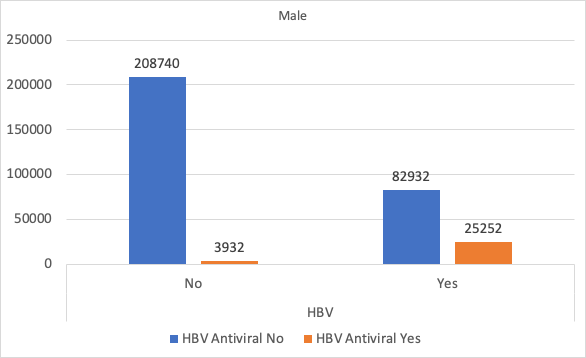 Male
250000
208740
200000
150000
100000
82932
50000
25252
3932
0
No Yes
HBV
HBV Antiviral No HBV Antiviral Yes